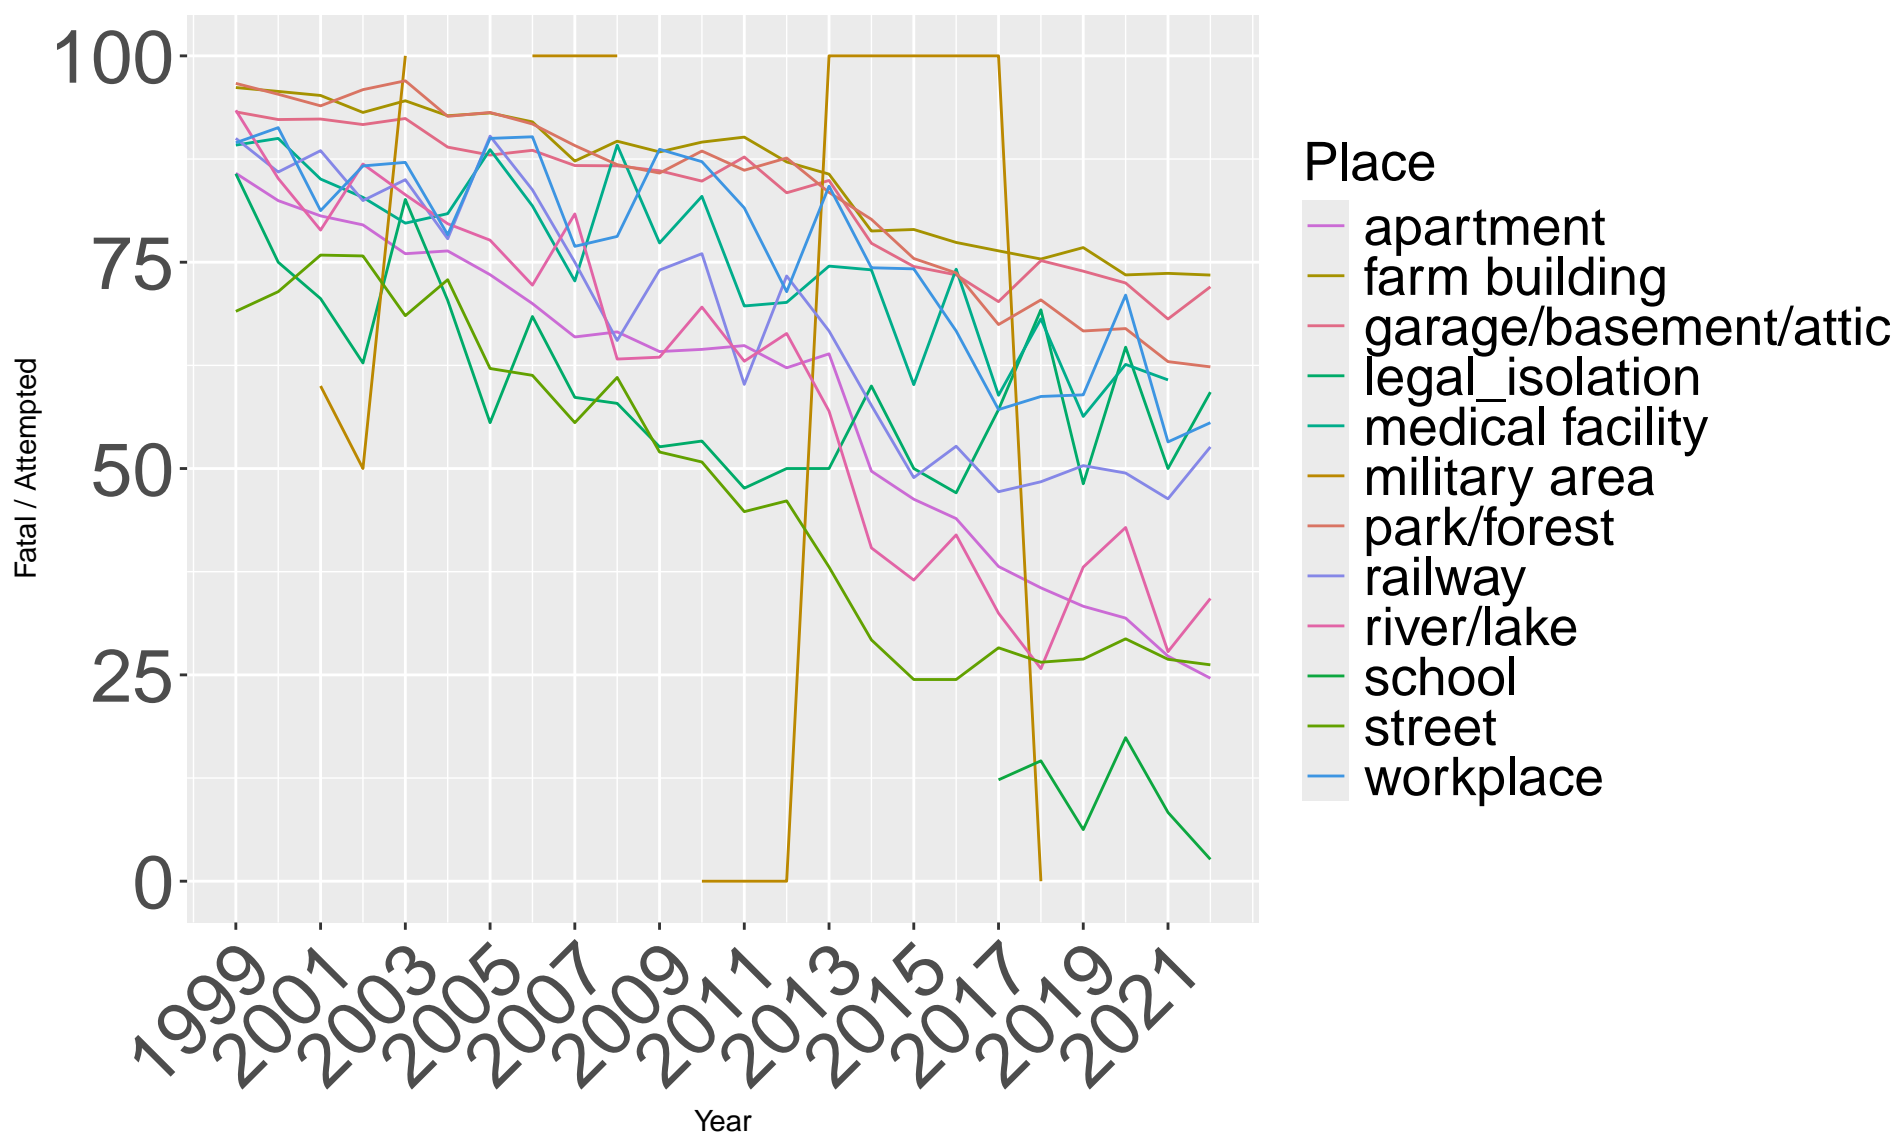 100
75
50
25
0
Fatal / Attempted
1999
2001
2003
2005
2007
2009
2011
2013
2015
2017
2019
2021
Year
Place
apartment
farm building
garage/basement/attic
legal_isolation
medical facility
military area
park/forest
railway
river/lake
school
street
workplace